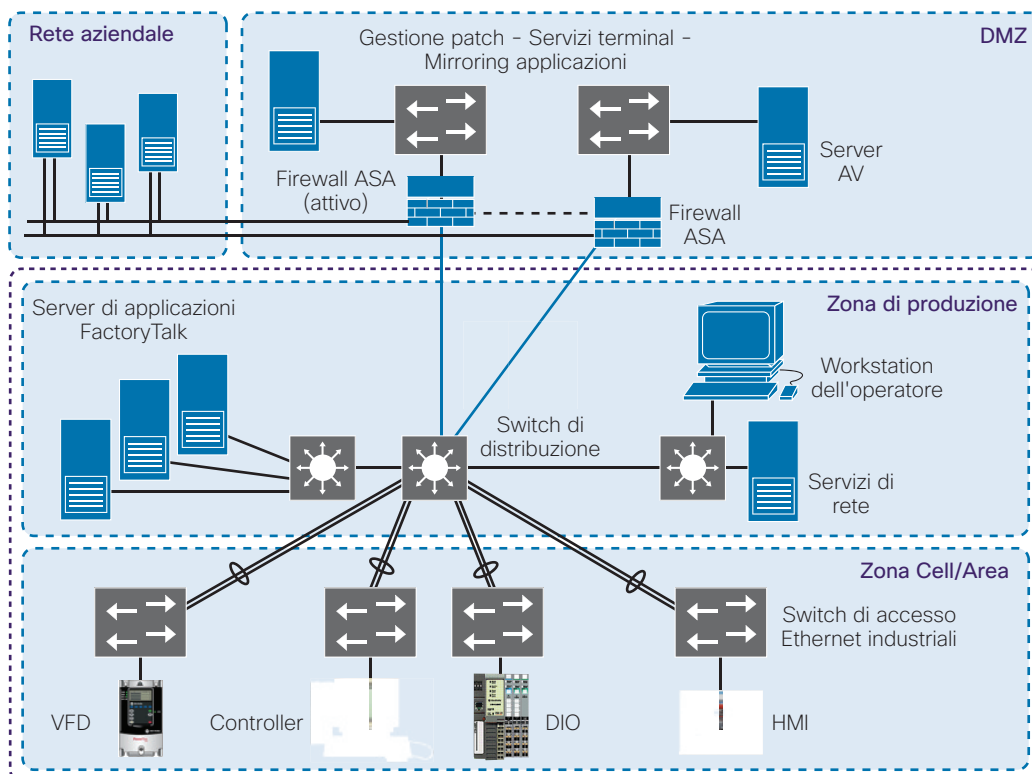 Rete aziendale
DMZ
Gestione patch - Servizi terminal -
Mirroring applicazioni
Server
AV
Firewall ASA
(attivo)
Firewall
ASA
Zona di produzione
Server di applicazioni
FactoryTalk
Workstation
dell'operatore
Switch di
distribuzione
Servizi di
rete
Zona Cell/Area
Switch di accesso
Ethernet industriali
VFD
Controller
DIO
HMI